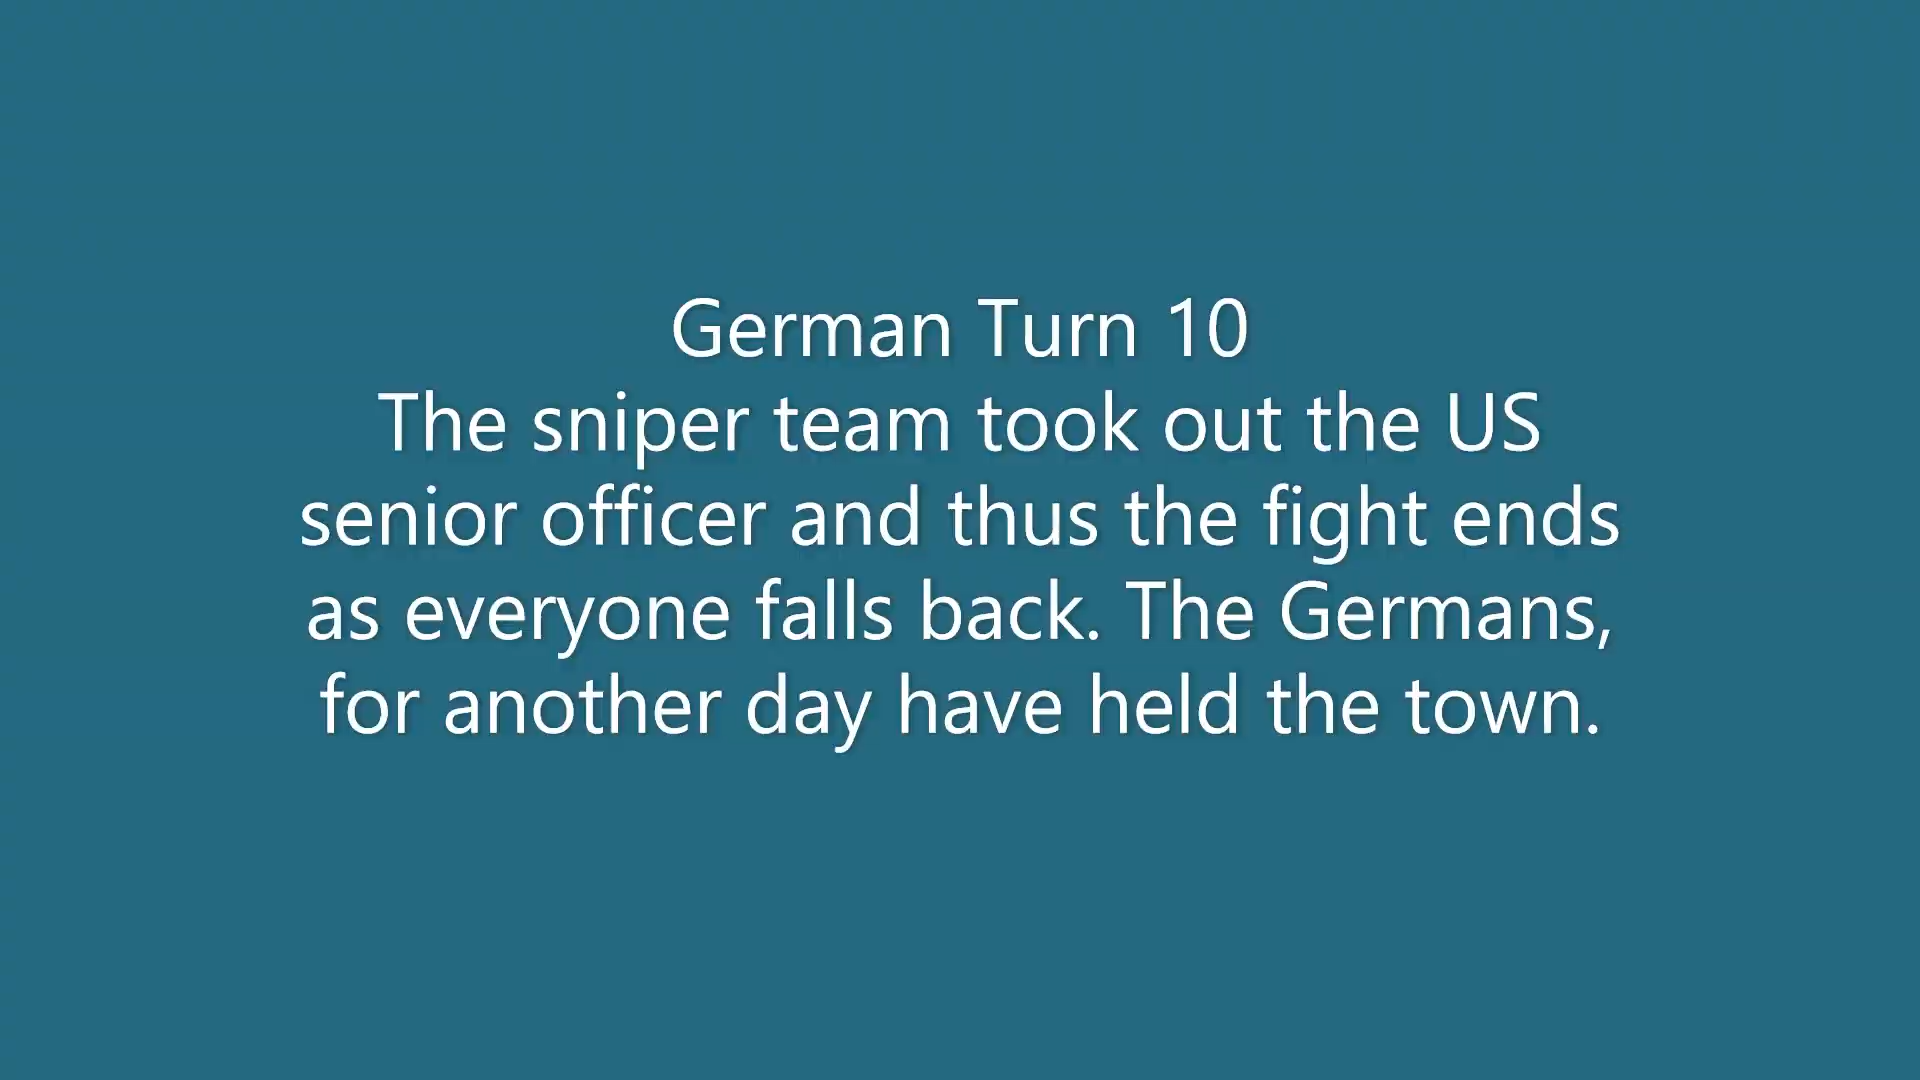 German Turn 10
The sniper team took out the US
senior officer and thus the fight ends
as everyone falls back. The Germans,
for another day have held the town.